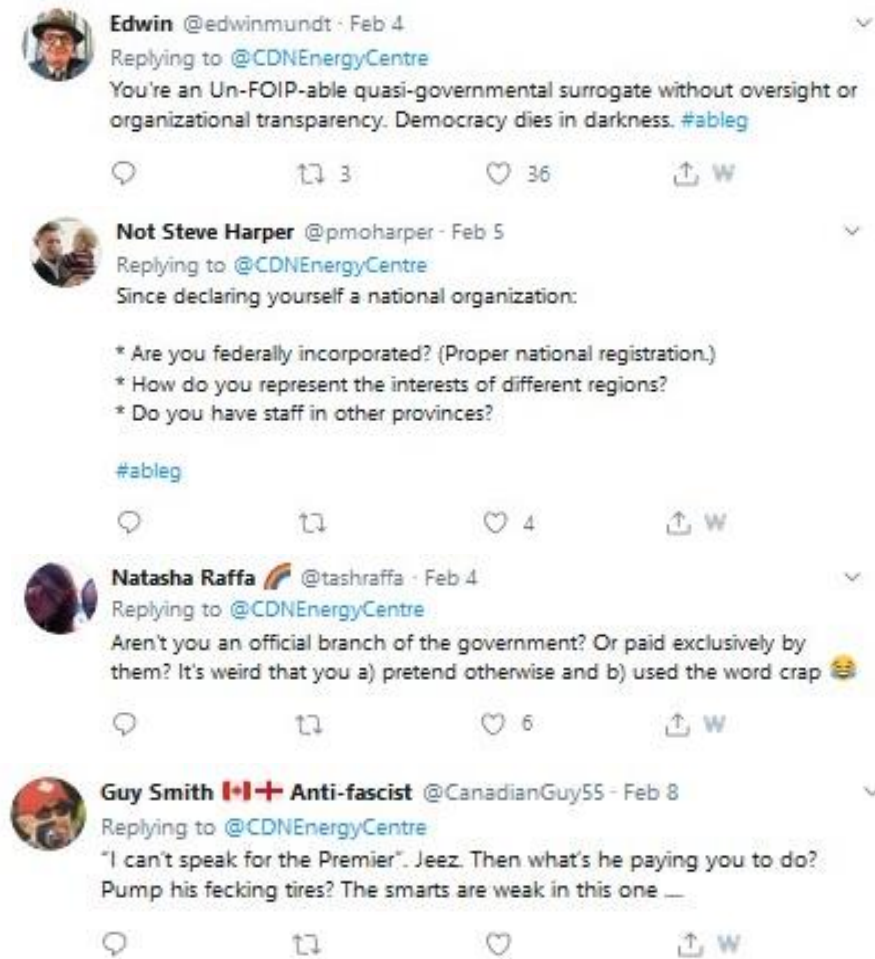 Edwin @edwinmundt · Feb 4
Replying to @CDNEnergyCentre
You're an Un-FOIP-able quasi-governmental surrogate without oversight or
organizational transparency. Democracy dies in darkness. #ableg
3 36 W
Not Steve Harper @pmoharper · Feb 5
Replying to @CDNEnergyCentre
Since declaring yourself a national organization:
* Are you federally incorporated? (Proper national registration.)
* How do you represent the interests of different regions?
* Do you have staff in other provinces?
#ableg
4 W
Natasha Raffa 🌈 @tashraffa · Feb 4
Replying to @CDNEnergyCentre
Aren't you an official branch of the government? Or paid exclusively by
them? It's weird that you a) pretend otherwise and b) used the word crap 😂
6 W
Guy Smith 🇨🇦🏴󠁧󠁢󠁥󠁮󠁧󠁿 Anti-fascist @CanadianGuy55 · Feb 8
Replying to @CDNEnergyCentre
"I can't speak for the Premier". Jeez. Then what's he paying you to do?
Pump his fecking tires? The smarts are weak in this one ....
W